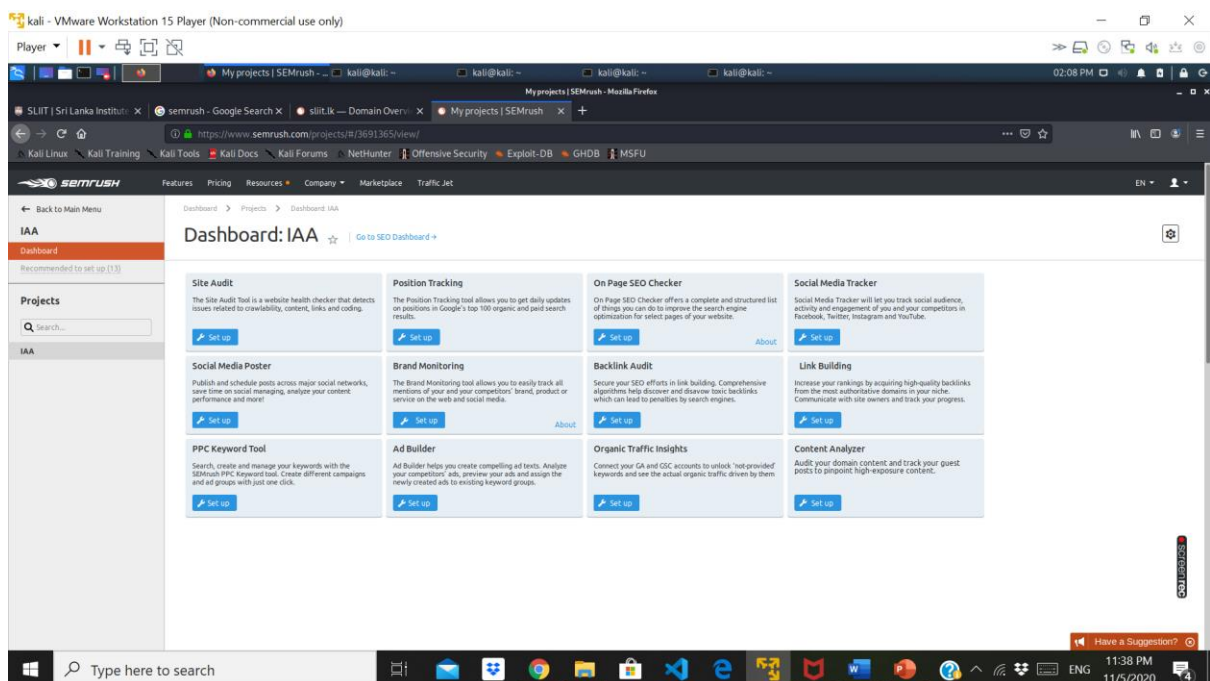 kali - VMware Workstation 15 Player (Non-commercial use only)
Player
My projects | SEMrush - ... kali@kali: ~ kali@kali: ~ kali@kali: ~ kali@kali: ~ 02:08 PM
My projects | SEMrush - Mozilla Firefox
SLIIT | Sri Lanka Institute semrush - Google Search sliit.lk — Domain Overvi My projects | SEMrush
https://www.semrush.com/projects/#/3691365/view/
Kali Linux Kali Training Kali Tools Kali Docs Kali Forums NetHunter Offensive Security Exploit-DB GHDB MSFU
SEMRUSH Features Pricing Resources Company Marketplace Traffic Jet EN
Back to Main Menu
IAA
Dashboard
Recommended to set up (13)
Projects
Search...
IAA
Dashboard > Projects > Dashboard: IAA
Dashboard: IAA Go to SEO Dashboard →
Site Audit
The Site Audit Tool is a website health checker that detects
issues related to crawlability, content, links and coding.
Set up
Position Tracking
The Position Tracking tool allows you to get daily updates
on positions in Google's top 100 organic and paid search
results.
Set up
On Page SEO Checker
On Page SEO Checker offers a complete and structured list
of things you can do to improve the search engine
optimization for select pages of your website.
Set up
About
Social Media Tracker
Social Media Tracker will let you track social audience,
activity and engagement of you and your competitors in
Facebook, Twitter, Instagram and YouTube.
Set up
Social Media Poster
Publish and schedule posts across major social networks,
save time on social managing, analyze your content
performance and more!
Set up
Brand Monitoring
The Brand Monitoring tool allows you to easily track all
mentions of your and your competitors' brand, product or
service on the web and social media.
Set up
About
Backlink Audit
Secure your SEO efforts in link building. Comprehensive
algorithms help discover and disavow toxic backlinks
which can lead to penalties by search engines.
Set up
Link Building
Increase your rankings by acquiring high-quality backlinks
from the most authoritative domains in your niche.
Communicate with site owners and track your progress.
Set up
PPC Keyword Tool
Search, create and manage your keywords with the
SEMrush PPC Keyword tool. Create different campaigns
and ad groups with just one click.
Set up
Ad Builder
Ad Builder helps you create compelling ad texts. Analyze
your competitors' ads, preview your ads and assign the
newly created ads to existing keyword groups.
Set up
Organic Traffic Insights
Connect your GA and GSC accounts to unlock 'not-provided'
keywords and see the actual organic traffic driven by them
Set up
Content Analyzer
Audit your domain content and track your guest
posts to pinpoint high-exposure content.
Set up
screenrec
Have a Suggestion?
Type here to search
ENG
11:38 PM
11/5/2020
4